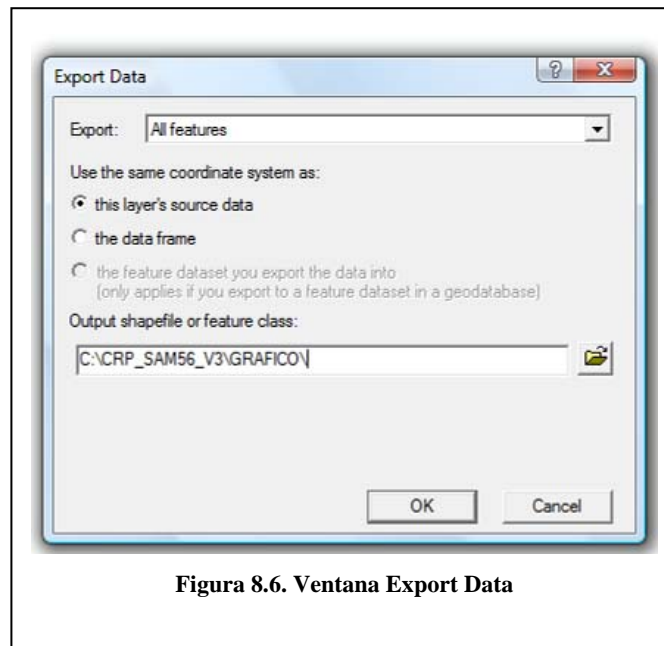 Export Data
Export: All features
Use the same coordinate system as:
this layer's source data
the data frame
the feature dataset you export the data into
(only applies if you export to a feature dataset in a geodatabase)
Output shapefile or feature class:
C:\CRP_SAM56_V3\GRAFICO\
OK Cancel
Figura 8.6. Ventana Export Data